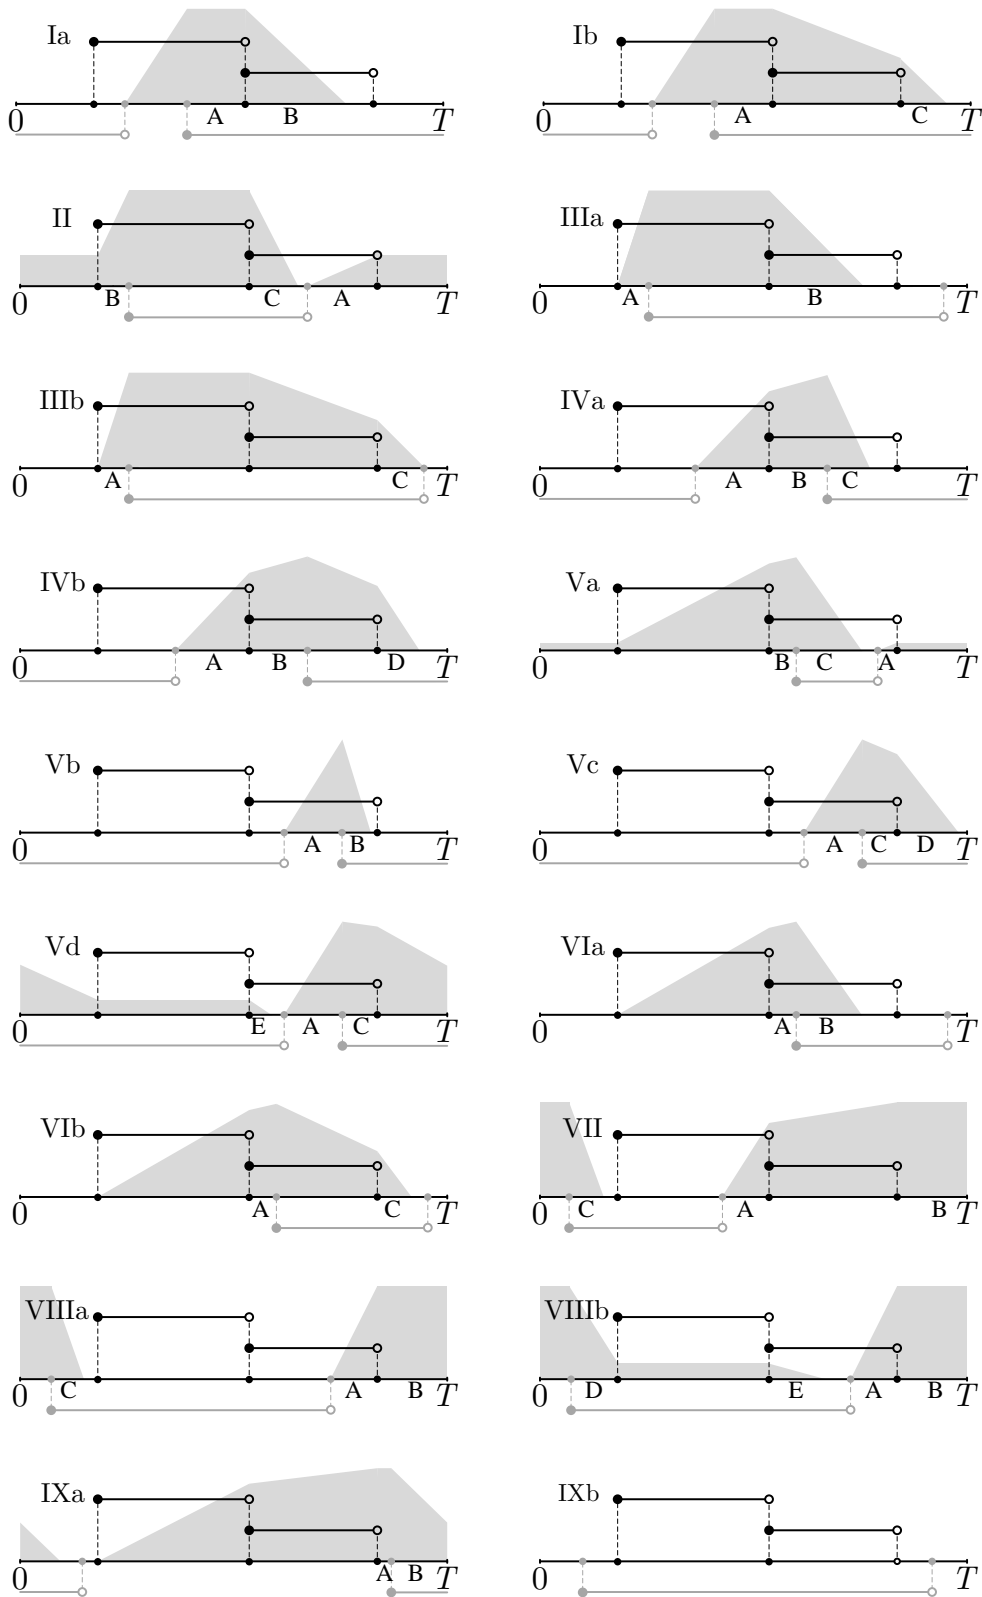 Ia
A B
0 T
Ib
A C
0 T
II
B C A
0 T
IIIa
A B
0 T
IIIb
A C
0 T
IVa
A B C
0 T
IVb
A B D
0 T
Va
B C A
0 T
Vb
A B
0 T
Vc
A C D
0 T
Vd
E A C
0 T
VIa
A B
0 T
VIb
A C
0 T
VII
C A B
0 T
VIIIa
C A B
0 T
VIIIb
D E A B
0 T
IXa
A B
0 T
IXb
0 T